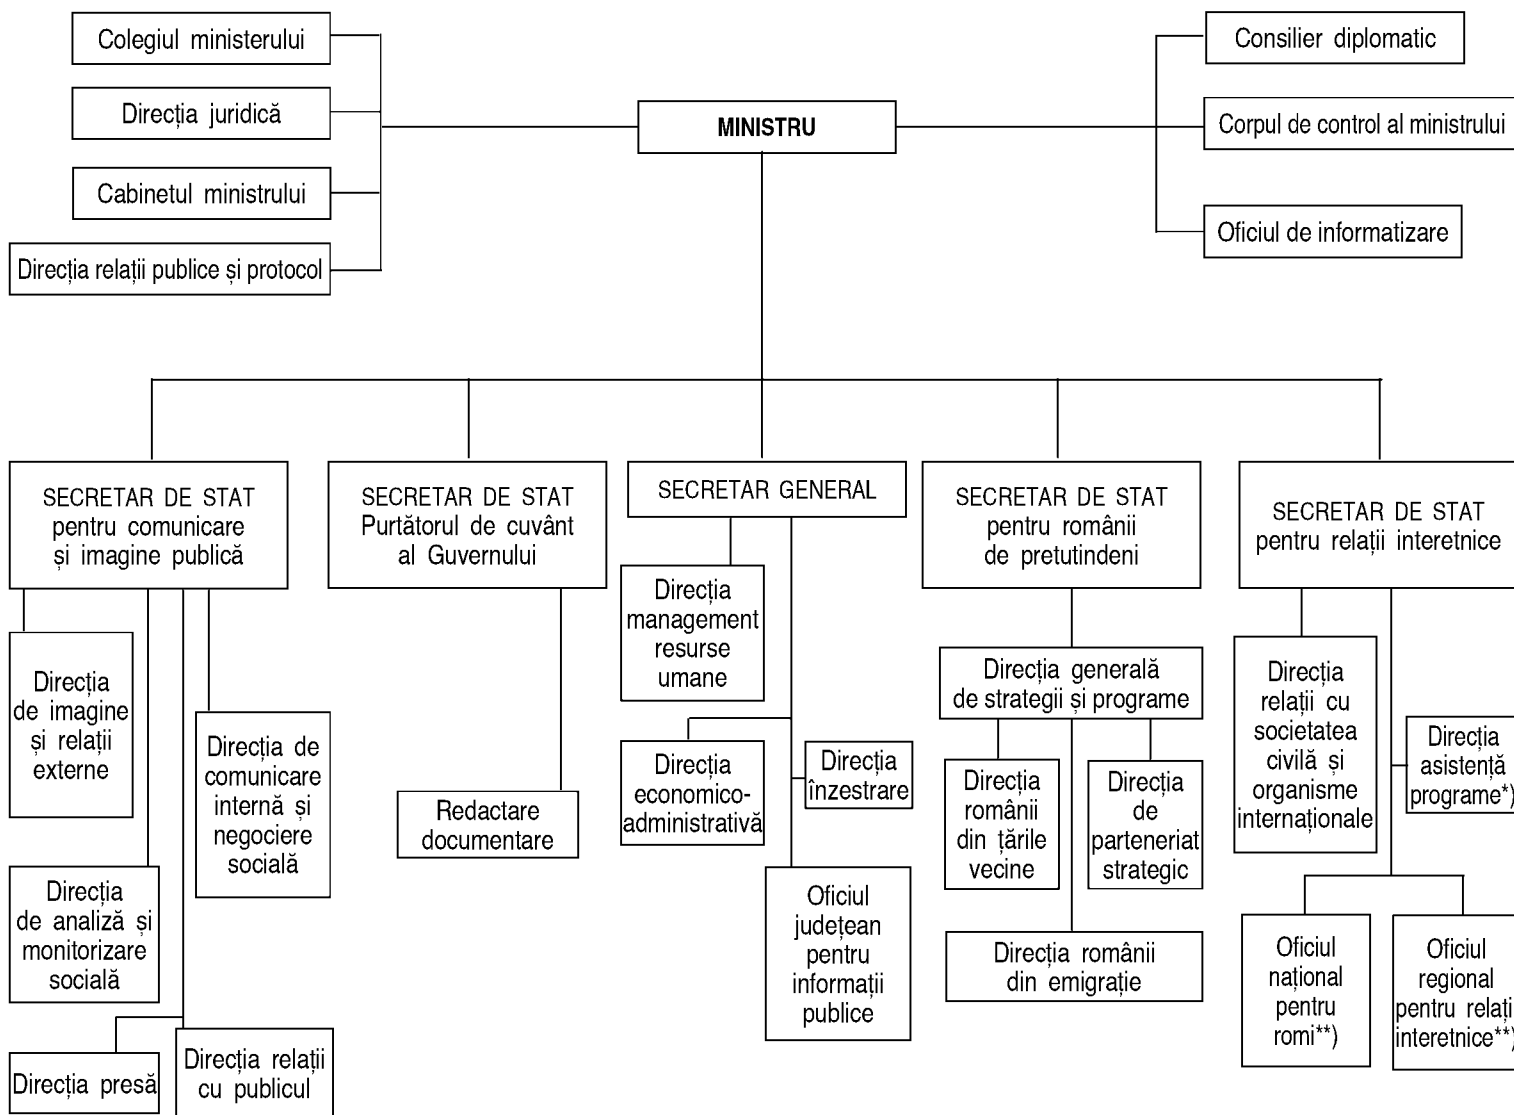 Colegiul ministerului
Direcția juridică
Cabinetul ministrului
Direcția relații publice și protocol
MINISTRU
Consilier diplomatic
Corpul de control al ministrului
Oficiul de informatizare
SECRETAR DE STAT
pentru comunicare
și imagine publică
SECRETAR DE STAT
Purtătorul de cuvânt
al Guvernului
SECRETAR GENERAL
SECRETAR DE STAT
pentru românii
de pretutindeni
SECRETAR DE STAT
pentru relații interetnice
Direcția
de imagine
și relații
externe
Direcția de
comunicare
internă și
negociere
socială
Direcția
de analiză și
monitorizare
socială
Direcția presă
Direcția relații
cu publicul
Redactare
documentare
Direcția
management
resurse
umane
Direcția
economico-
administrativă
Direcția
înzestrare
Oficiul
județean
pentru
informații
publice
Direcția generală
de strategii și programe
Direcția
românii
din țările
vecine
Direcția
de
parteneriat
strategic
Direcția românii
din emigrație
Direcția
relații cu
societatea
civilă și
organisme
internaționale
Direcția
asistență
programe*)
Oficiul
național
pentru
romi**)
Oficiul
regional
pentru relații
interetnice**)